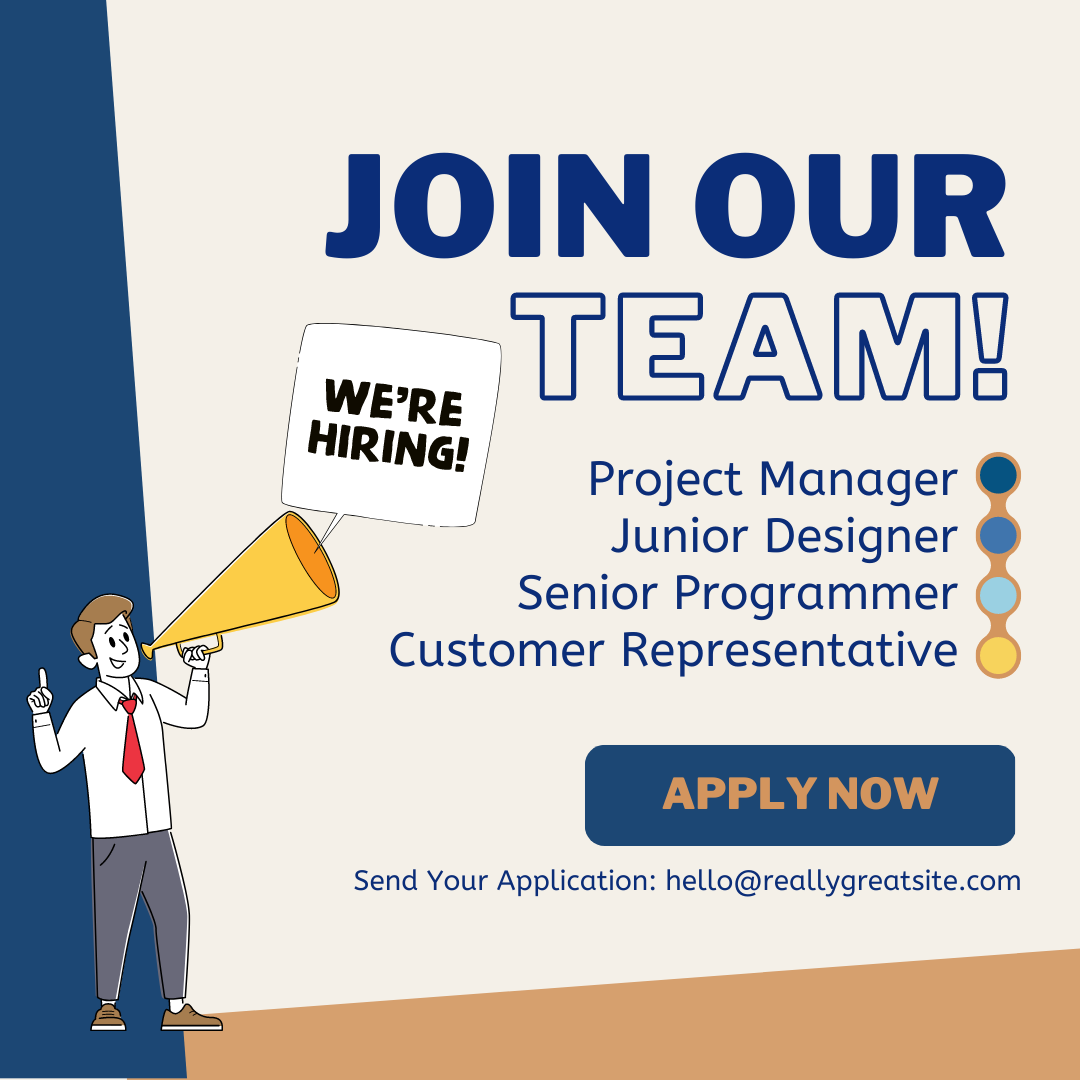 JOIN OUR
TEAM!
WE'RE
HIRING!
Project Manager
Junior Designer
Senior Programmer
Customer Representative
APPLY NOW
Send Your Application: hello@reallygreatsite.com